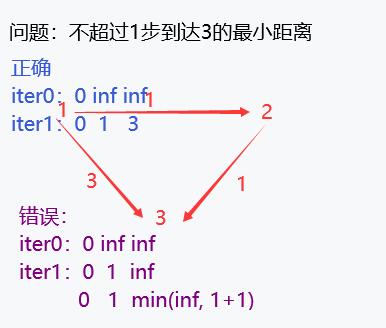 问题：不超过1步到达3的最小距离
正确
iter0：0 inf inf
iter1：0 1 3
1
1
2
3
1
3
错误：
iter0：0 inf inf
iter1：0 1 inf
0 1 min(inf, 1+1)